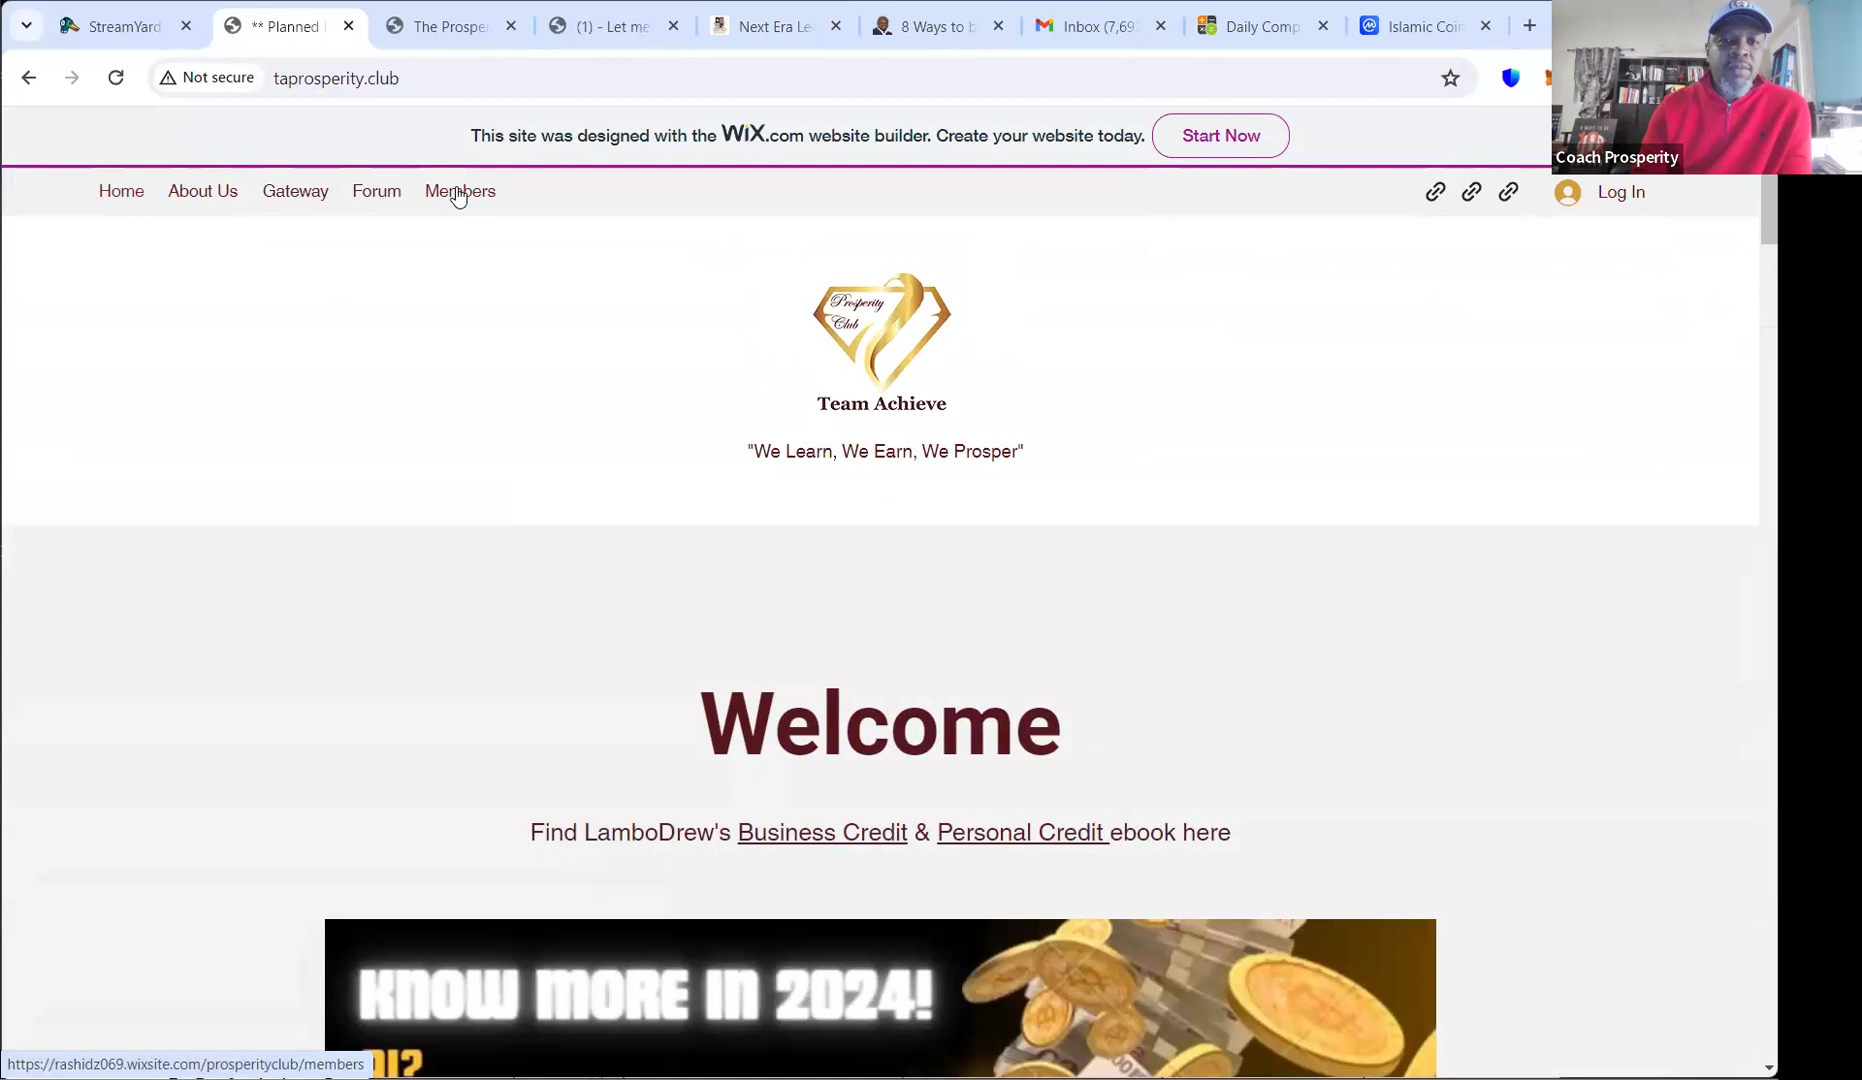 StreamYard
** Planned
The Prosper
(1) - Let me
Next Era Le
8 Ways to b
Inbox (7,69
Daily Comp
Islamic Coin
Not secure
taprosperity.club
This site was designed with the WiX.com website builder. Create your website today.
Start Now
Coach Prosperity
Home
About Us
Gateway
Forum
Members
Log In
Prosperity
Club
Team Achieve
"We Learn, We Earn, We Prosper"
Welcome
Find LamboDrew's Business Credit & Personal Credit ebook here
KNOW MORE IN 2024!
https://rashidz069.wixsite.com/prosperityclub/members